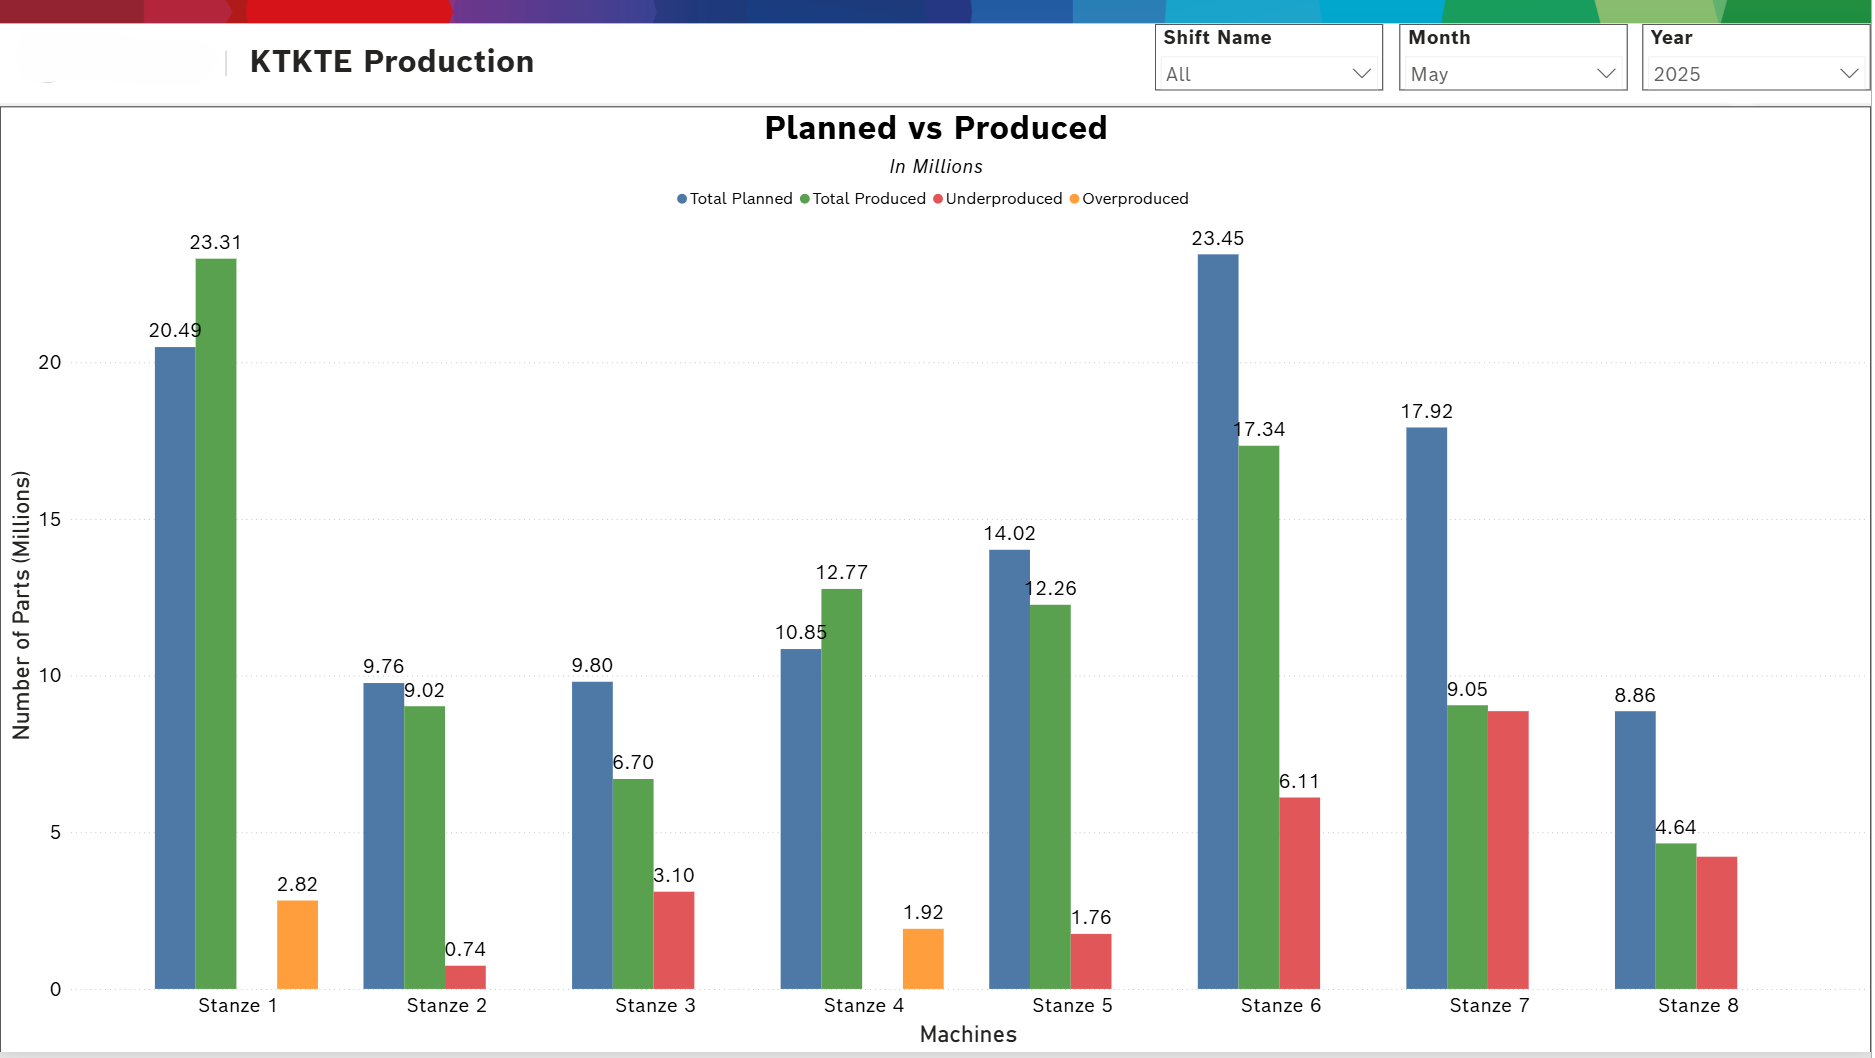 KTKTE Production
Shift Name
All
Month
May
Year
2025
Planned vs Produced
In Millions
Total Planned Total Produced Underproduced Overproduced
Number of Parts (Millions)
20
15
10
5
0
20.49
23.31
2.82
9.76
9.02
0.74
9.80
6.70
3.10
10.85
12.77
1.92
14.02
12.26
1.76
23.45
17.34
6.11
17.92
9.05
8.86
4.64
Stanze 1 Stanze 2 Stanze 3 Stanze 4 Stanze 5 Stanze 6 Stanze 7 Stanze 8
Machines